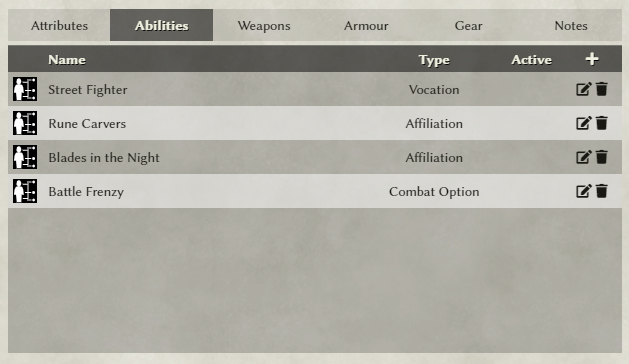 Attributes Abilities Weapons Armour Gear Notes
Name Type Active +
Street Fighter Vocation
Rune Carvers Affiliation
Blades in the Night Affiliation
Battle Frenzy Combat Option